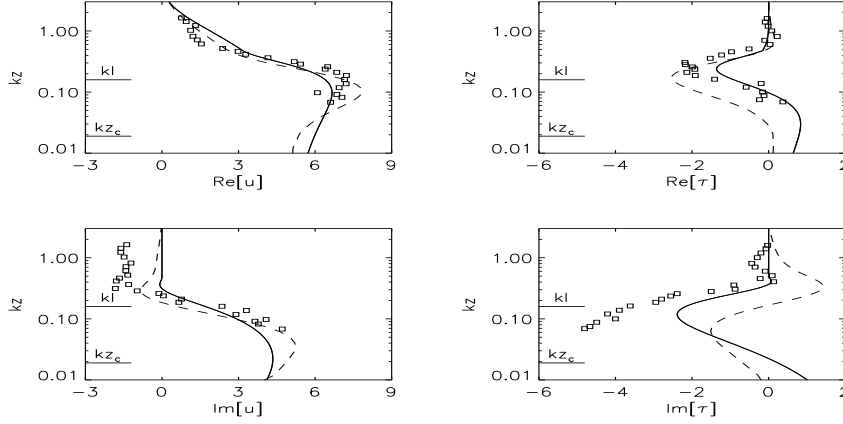 kz
1.00
0.10
0.01
kl
kz_c
−3 0 3 6 9
Re[u]
kz
1.00
0.10
0.01
kl
kz_c
−6 −4 −2 0 2
Re[τ]
kz
1.00
0.10
0.01
kl
kz_c
−3 0 3 6 9
Im[u]
kz
1.00
0.10
0.01
kl
kz_c
−6 −4 −2 0 2
Im[τ]